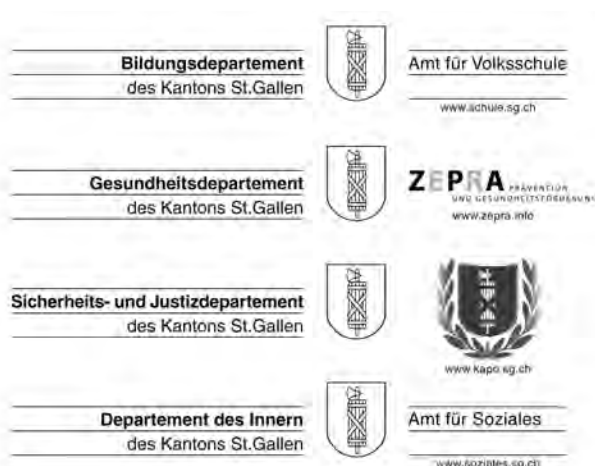 Bildungsdepartement
des Kantons St.Gallen
Amt für Volksschule
www.schule.sg.ch
Gesundheitsdepartement
des Kantons St.Gallen
ZEPRA PRÄVENTION
UND GESUNDHEITSFÖRDERUNG
www.zepra.info
Sicherheits- und Justizdepartement
des Kantons St.Gallen
www.kapo.sg.ch
Departement des Innern
des Kantons St.Gallen
Amt für Soziales
www.soziales.sg.ch